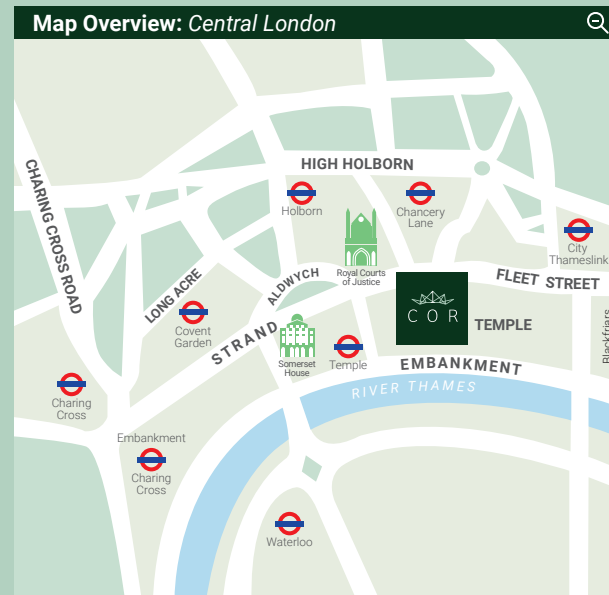 Map Overview: Central London
HIGH HOLBORN
CHARING CROSS ROAD
Holborn
Chancery
Lane
City
Thameslink
Royal Courts
of Justice
ALDWYCH
LONG ACRE
FLEET STREET
COR
TEMPLE
Covent
Garden
STRAND
Somerset
House
Temple
EMBANKMENT
Blackfriars
RIVER THAMES
Charing
Cross
Embankment
Charing
Cross
Waterloo